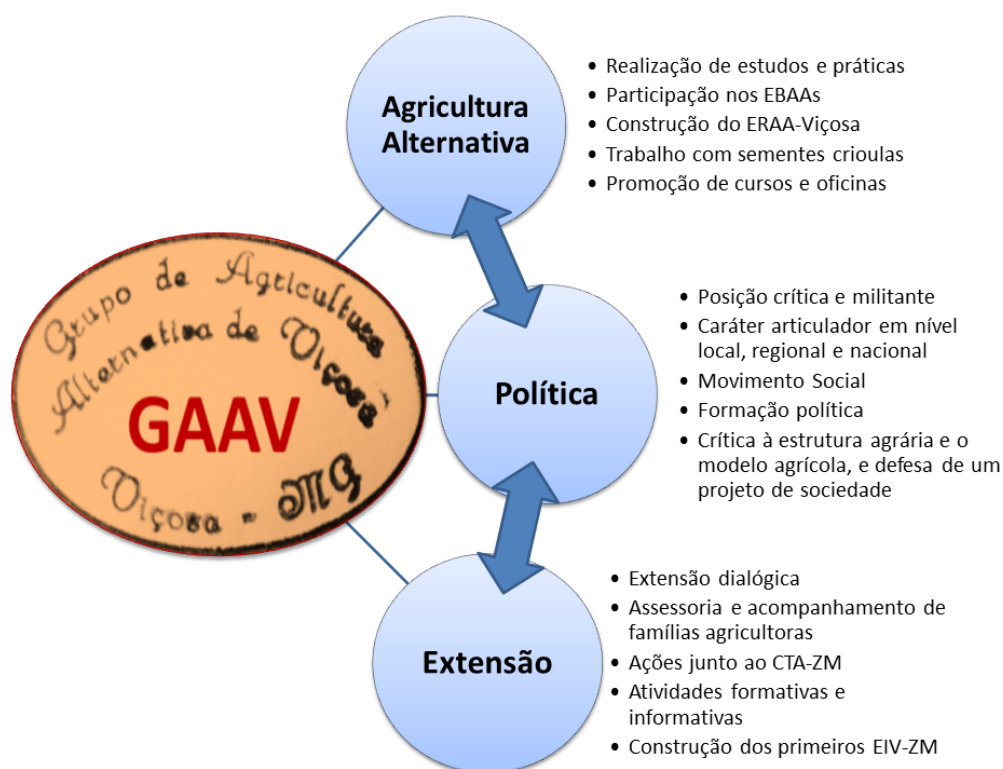 Agricultura
Alternativa
• Realização de estudos e práticas
• Participação nos EBAAs
• Construção do ERAA-Viçosa
• Trabalho com sementes crioulas
• Promoção de cursos e oficinas
Grupo de Agricultura
Alternativa de Viçosa
GAAV
Viçosa - MG
Política
• Posição crítica e militante
• Caráter articulador em nível
local, regional e nacional
• Movimento Social
• Formação política
• Crítica à estrutura agrária e o
modelo agrícola, e defesa de um
projeto de sociedade
Extensão
• Extensão dialógica
• Assessoria e acompanhamento de
famílias agricultoras
• Ações junto ao CTA-ZM
• Atividades formativas e
informativas
• Construção dos primeiros EIV-ZM